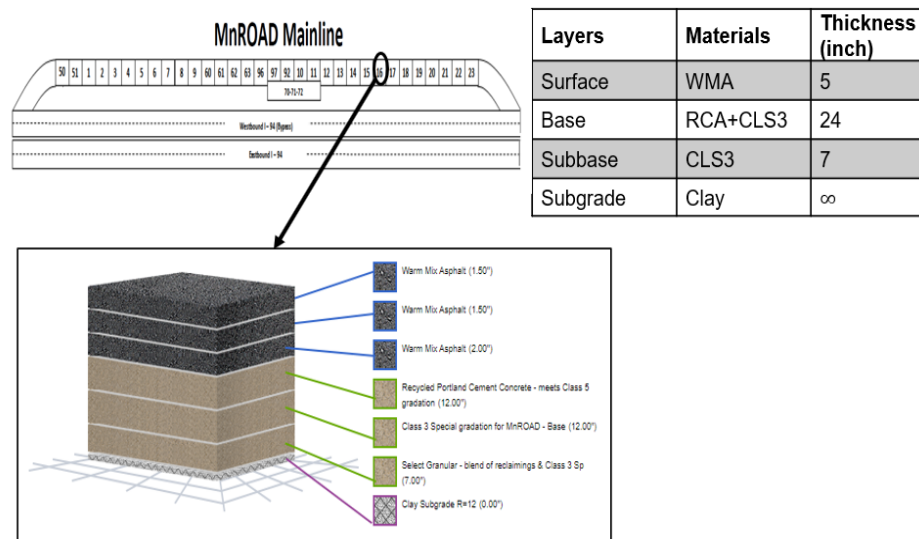 MnROAD Mainline
50 51 1 2 3 4 5 6 7 8 9 60 61 62 63 96 97 92 10 11 12 13 14 15 16 17 18 19 20 21 22 23
70-71-72
Westbound I-94 (Bypass)
Eastbound I-94
Layers Materials Thickness
(inch)
Surface WMA 5
Base RCA+CLS3 24
Subbase CLS3 7
Subgrade Clay ∞
Warm Mix Asphalt (1.50")
Warm Mix Asphalt (1.50")
Warm Mix Asphalt (2.00")
Recycled Portland Cement Concrete - meets Class 5
gradation (12.00")
Class 3 Special gradation for MnROAD - Base (12.00")
Select Granular - blend of reclaimings & Class 3 Sp
(7.00")
Clay Subgrade R=12 (0.00")